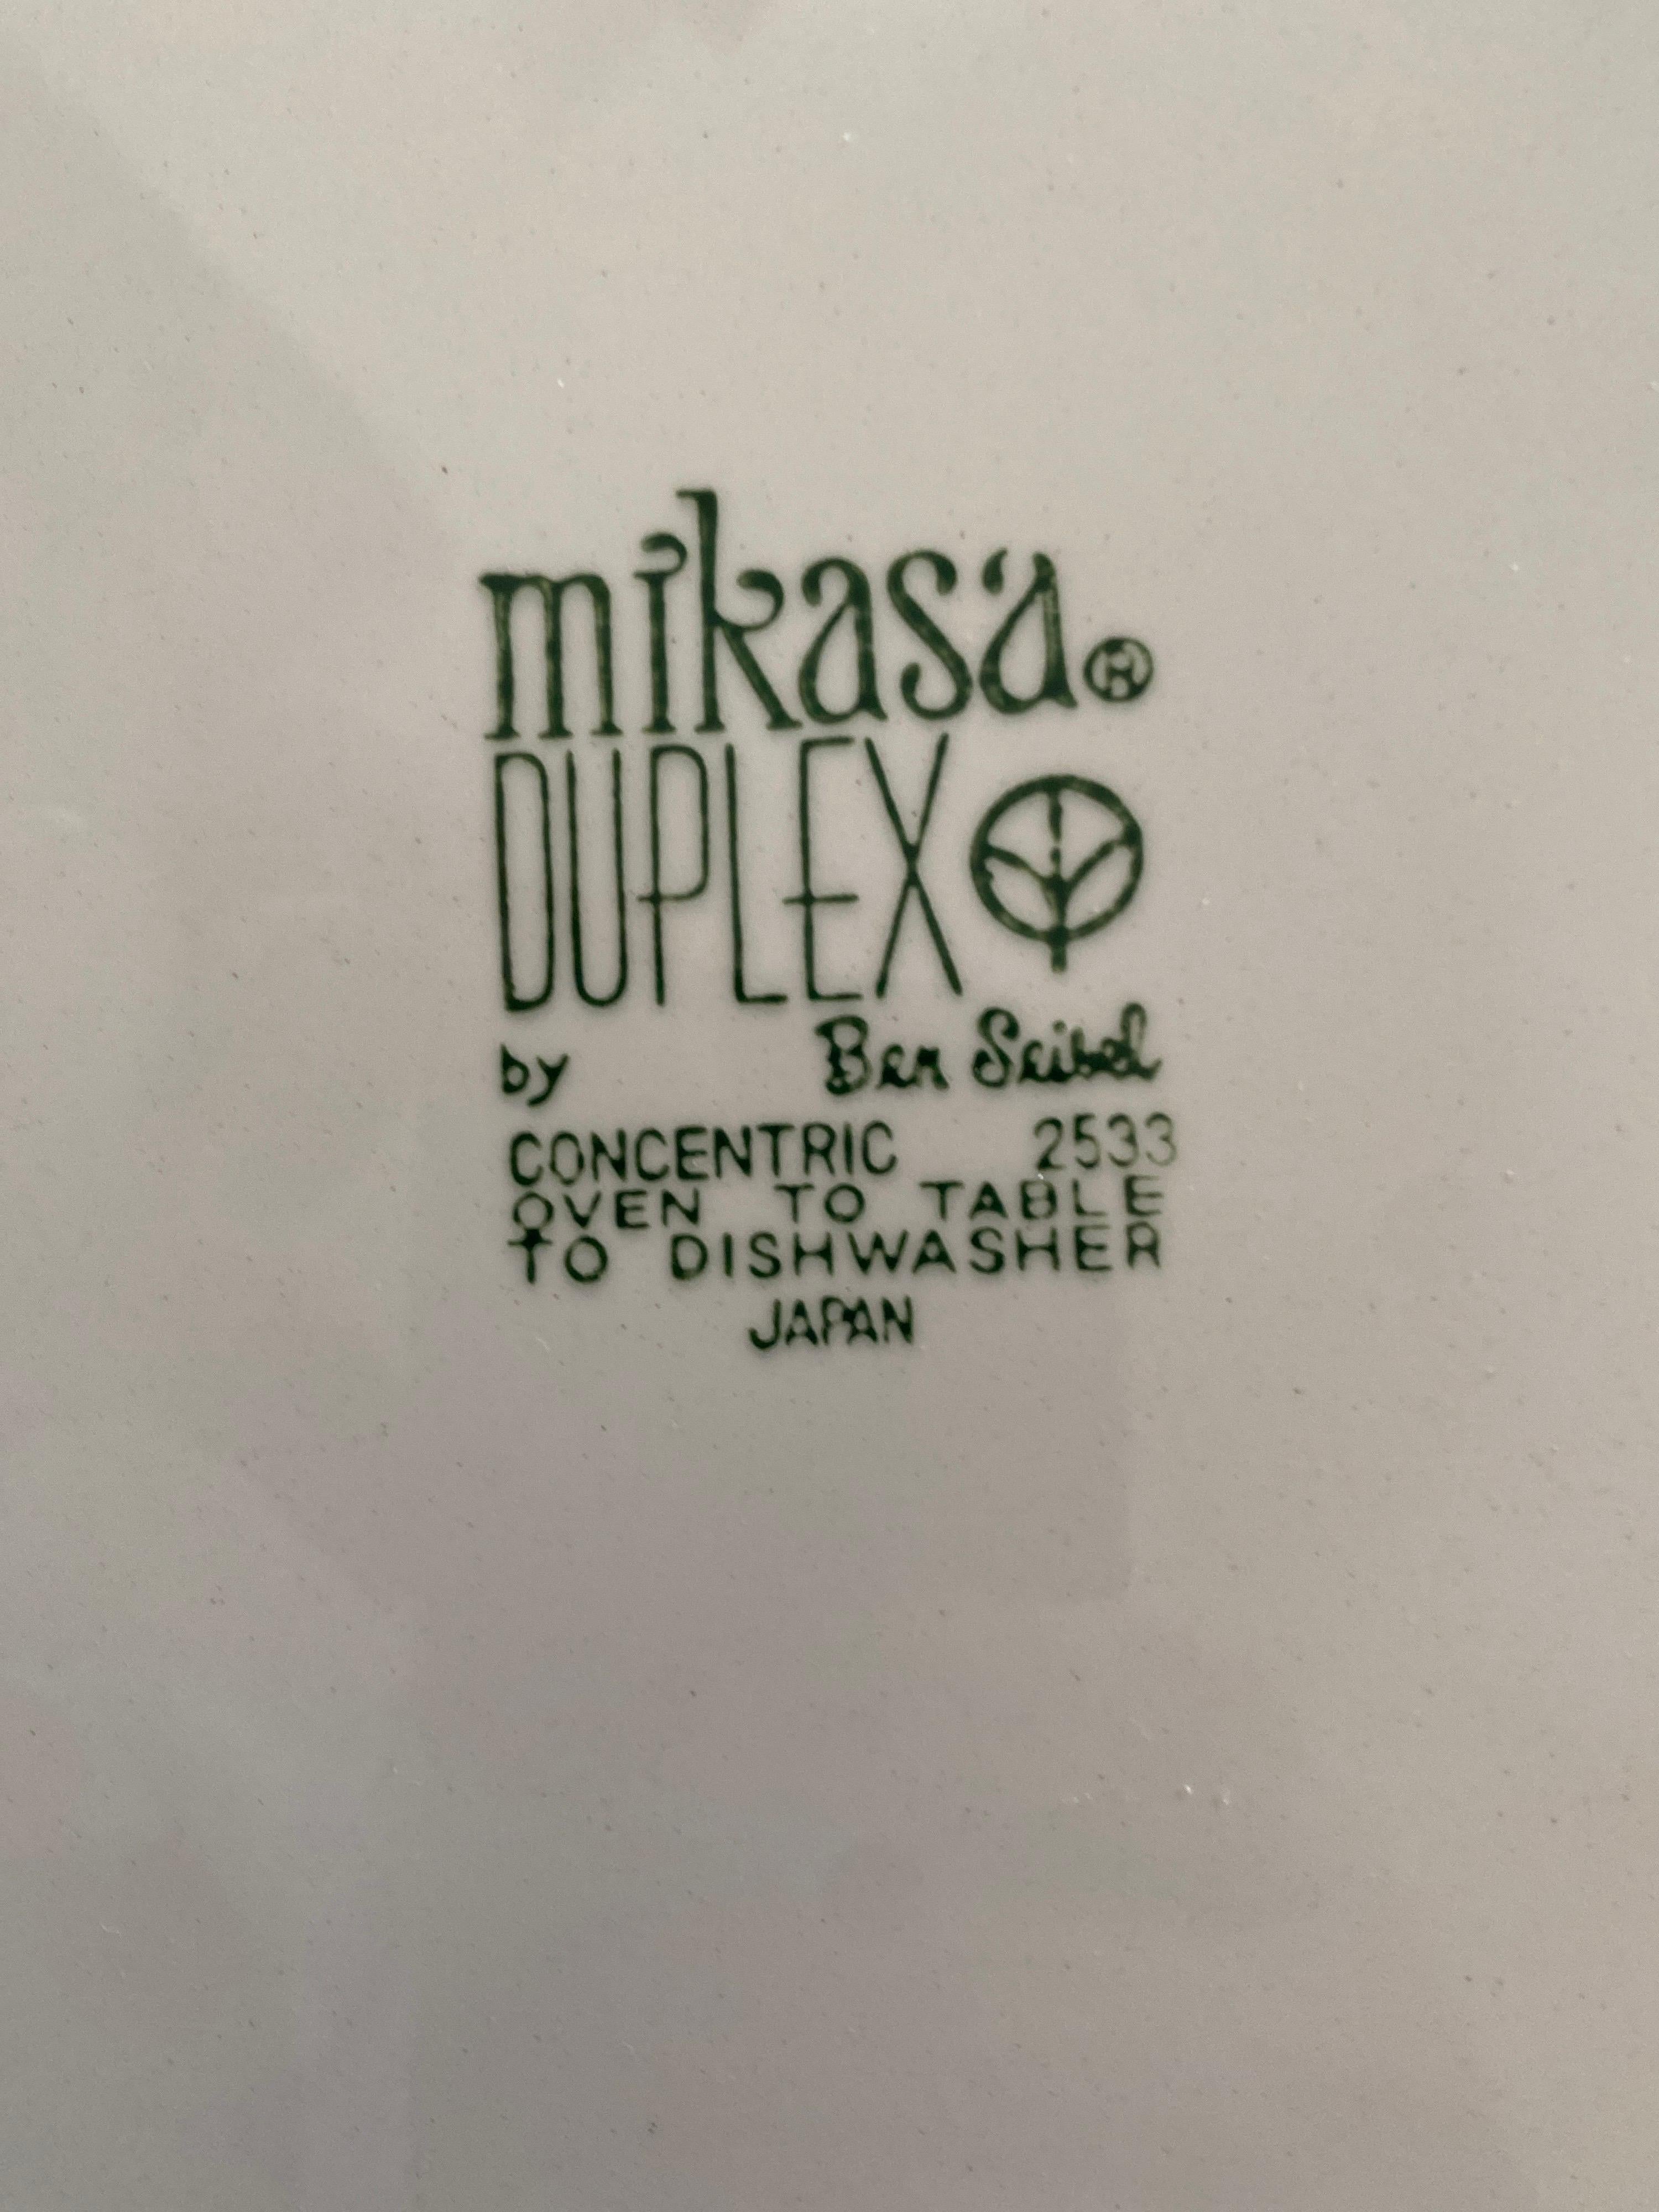 mikasa®
DUPLEX
by Ben Seibel
CONCENTRIC 2533
OVEN TO TABLE
TO DISHWASHER
JAPAN